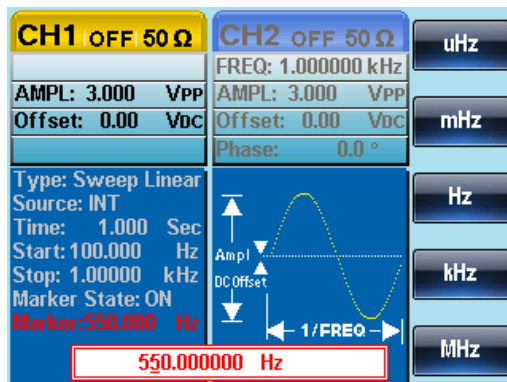 CH1 OFF 50 Ω
AMPL: 3.000 VPP
Offset: 0.00 VDC
CH2 OFF 50 Ω
FREQ: 1.000000 kHz
AMPL: 3.000 VPP
Offset: 0.00 VDC
Phase: 0.0 °
Type: Sweep Linear
Source: INT
Time: 1.000 Sec
Start: 100.000 Hz
Stop: 1.00000 kHz
Marker State: ON
Marker: 550.000 Hz
Ampl
DC Offset
1/FREQ
550.000000 Hz
uHz
mHz
Hz
kHz
MHz